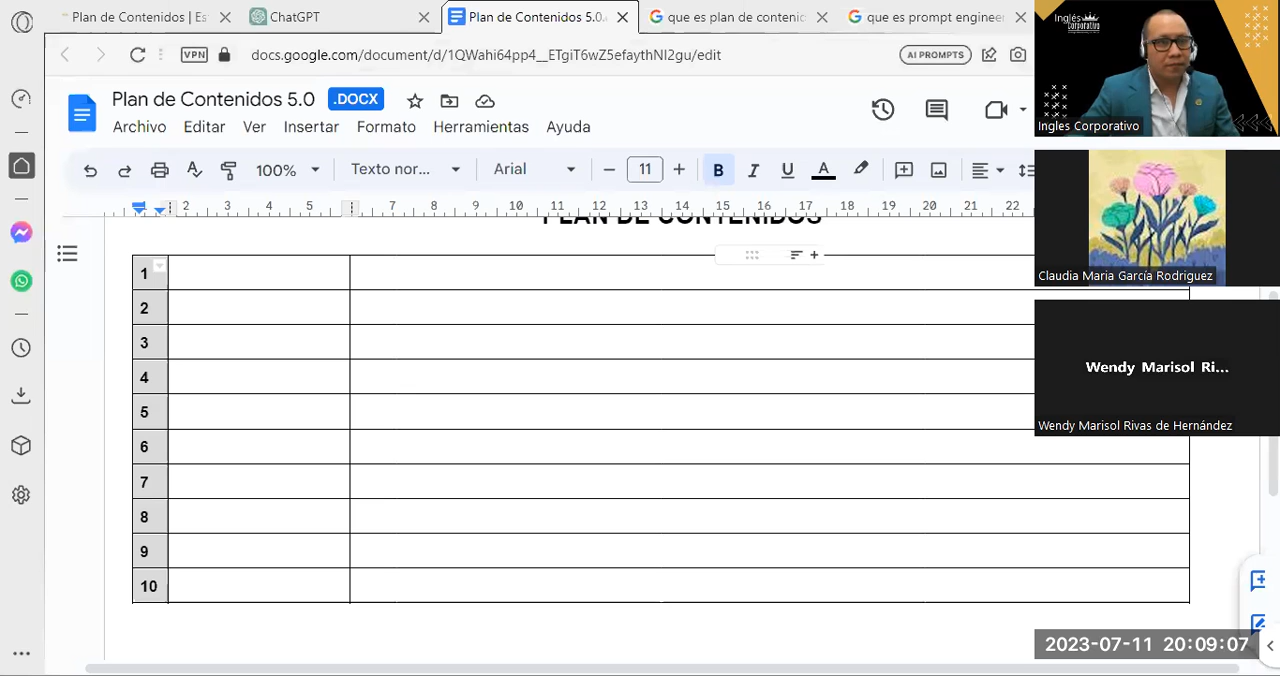 Plan de Contenidos | Es
ChatGPT
Plan de Contenidos 5.0.
que es plan de contenic
que es prompt enginee
VPN
docs.google.com/document/d/1QWahi64pp4__ETgiT6wZ5efaythNI2gu/edit
AI PROMPTS
Plan de Contenidos 5.0
.DOCX
Archivo
Editar
Ver
Insertar
Formato
Herramientas
Ayuda
100%
Texto nor...
Arial
11
B
I
U
A
2 3 4 5 7 8 9 10 11 12 13 14 15 16 17 18 19 20 21 22
PLAN DE CONTENIDOS
1
2
3
4
5
6
7
8
9
10
Inglés
Corporativo
Ingles Corporativo
Claudia Maria García Rodriguez
Wendy Marisol Ri...
Wendy Marisol Rivas de Hernández
2023-07-11 20:09:07